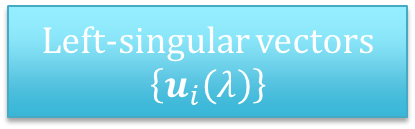 Left-singular vectors
{𝒖ᵢ(λ)}